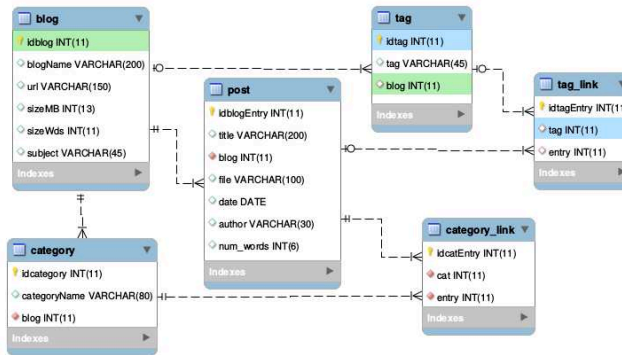 blog
idblog INT(11)
blogName VARCHAR(200)
url VARCHAR(150)
sizeMB INT(13)
sizeWds INT(11)
subject VARCHAR(45)
Indexes
tag
idtag INT(11)
tag VARCHAR(45)
blog INT(11)
Indexes
post
idblogEntry INT(11)
title VARCHAR(200)
blog INT(11)
file VARCHAR(100)
date DATE
author VARCHAR(30)
num_words INT(6)
Indexes
tag_link
idtagEntry INT(11
tag INT(11)
entry INT(11)
Indexes
category
idcategory INT(11)
categoryName VARCHAR(80)
blog INT(11)
Indexes
category_link
idcatEntry INT(11)
cat INT(11)
entry INT(11)
Indexes